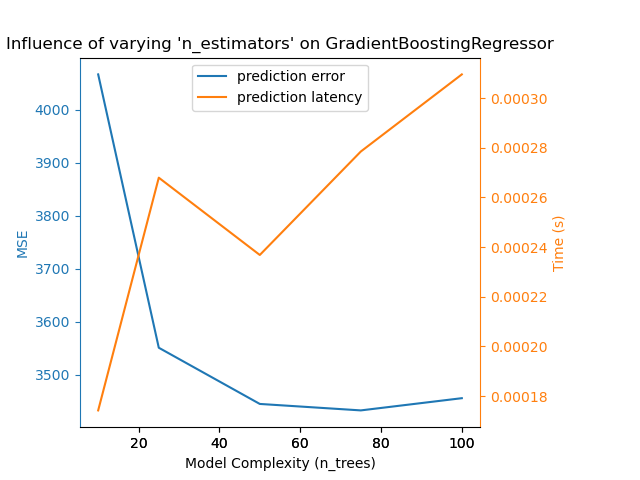 Influence of varying 'n_estimators' on GradientBoostingRegressor
prediction error
prediction latency
4000
3900
3800
3700
3600
3500
MSE
0.00030
0.00028
0.00026
0.00024
0.00022
0.00020
0.00018
Time (s)
20 40 60 80 100
Model Complexity (n_trees)